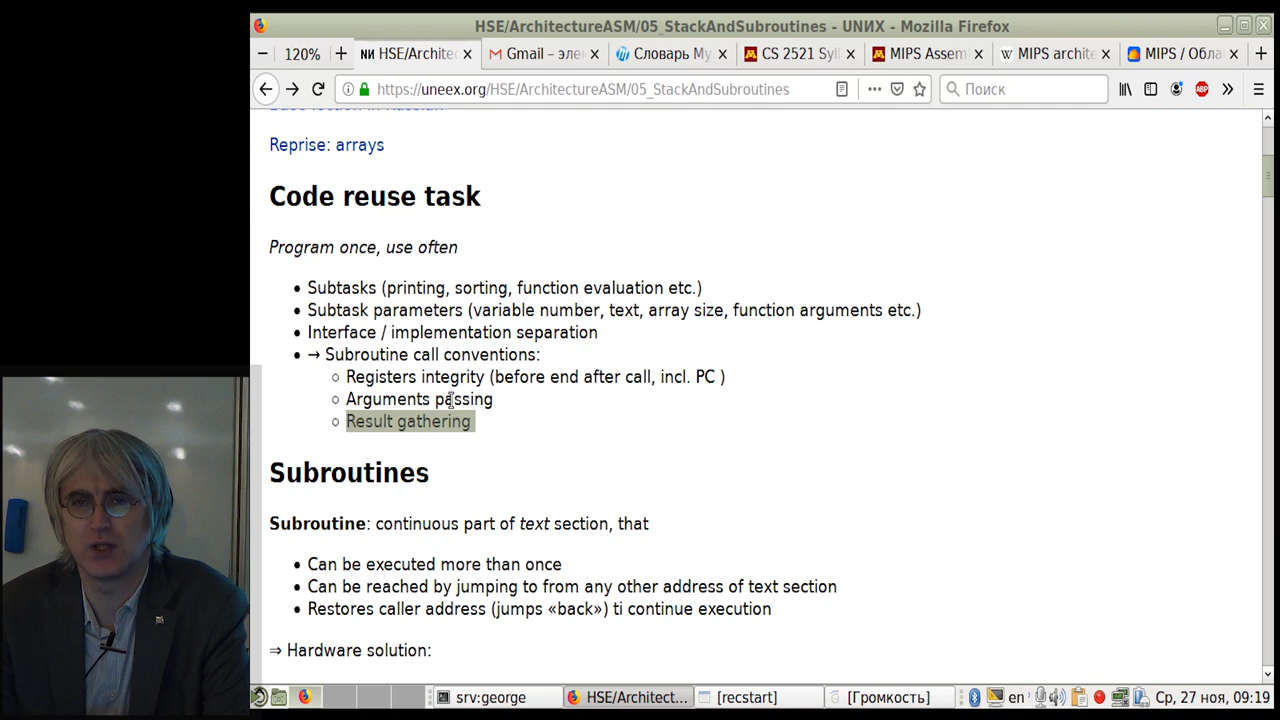 HSE/ArchitectureASM/05_StackAndSubroutines - UNИX - Mozilla Firefox
120% NИ HSE/Architec Gmail – элек Словарь Му CS 2521 Syll MIPS Assem MIPS archite MIPS / Обла
https://uneex.org/HSE/ArchitectureASM/05_StackAndSubroutines Поиск ABP
Reprise: arrays
Code reuse task
Program once, use often
• Subtasks (printing, sorting, function evaluation etc.)
• Subtask parameters (variable number, text, array size, function arguments etc.)
• Interface / implementation separation
• → Subroutine call conventions:
○ Registers integrity (before end after call, incl. PC )
○ Arguments passing
○ Result gathering
Subroutines
Subroutine: continuous part of text section, that
• Can be executed more than once
• Can be reached by jumping to from any other address of text section
• Restores caller address (jumps «back») ti continue execution
⇒ Hardware solution:
srv:george HSE/Architect... [recstart] [Громкость] en Ср, 27 ноя, 09:19